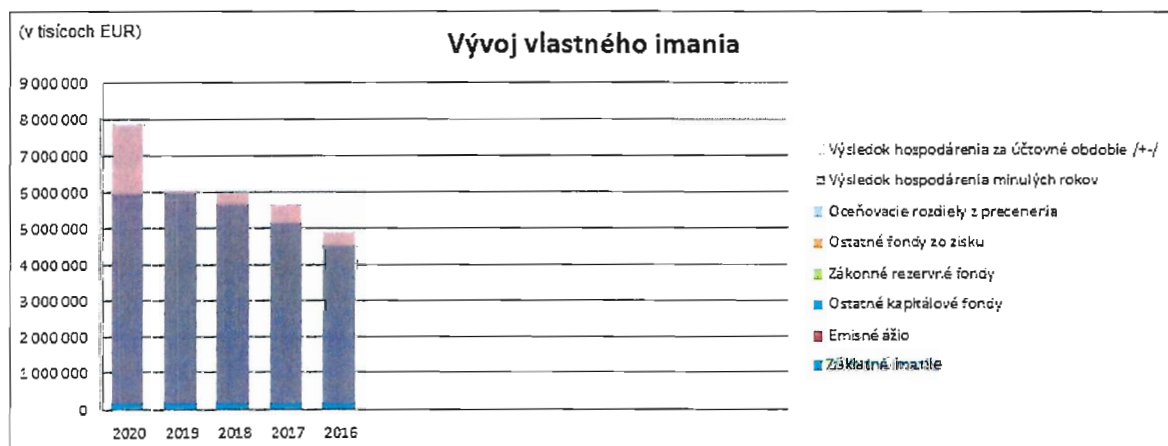 (v tisícoch EUR)
Vývoj vlastného imania
9 000 000
8 000 000
7 000 000
6 000 000
5 000 000
4 000 000
3 000 000
2 000 000
1 000 000
0
2020 2019 2018 2017 2016
Výsledok hospodárenia za účtovné obdobie /+-/
Výsledok hospodárenia minulých rokov
Oceňovacie rozdiely z precenenia
Ostatné fondy zo zisku
Zákonné rezervné fondy
Ostatné kapitálové fondy
Emisné ážio
Základné imanie